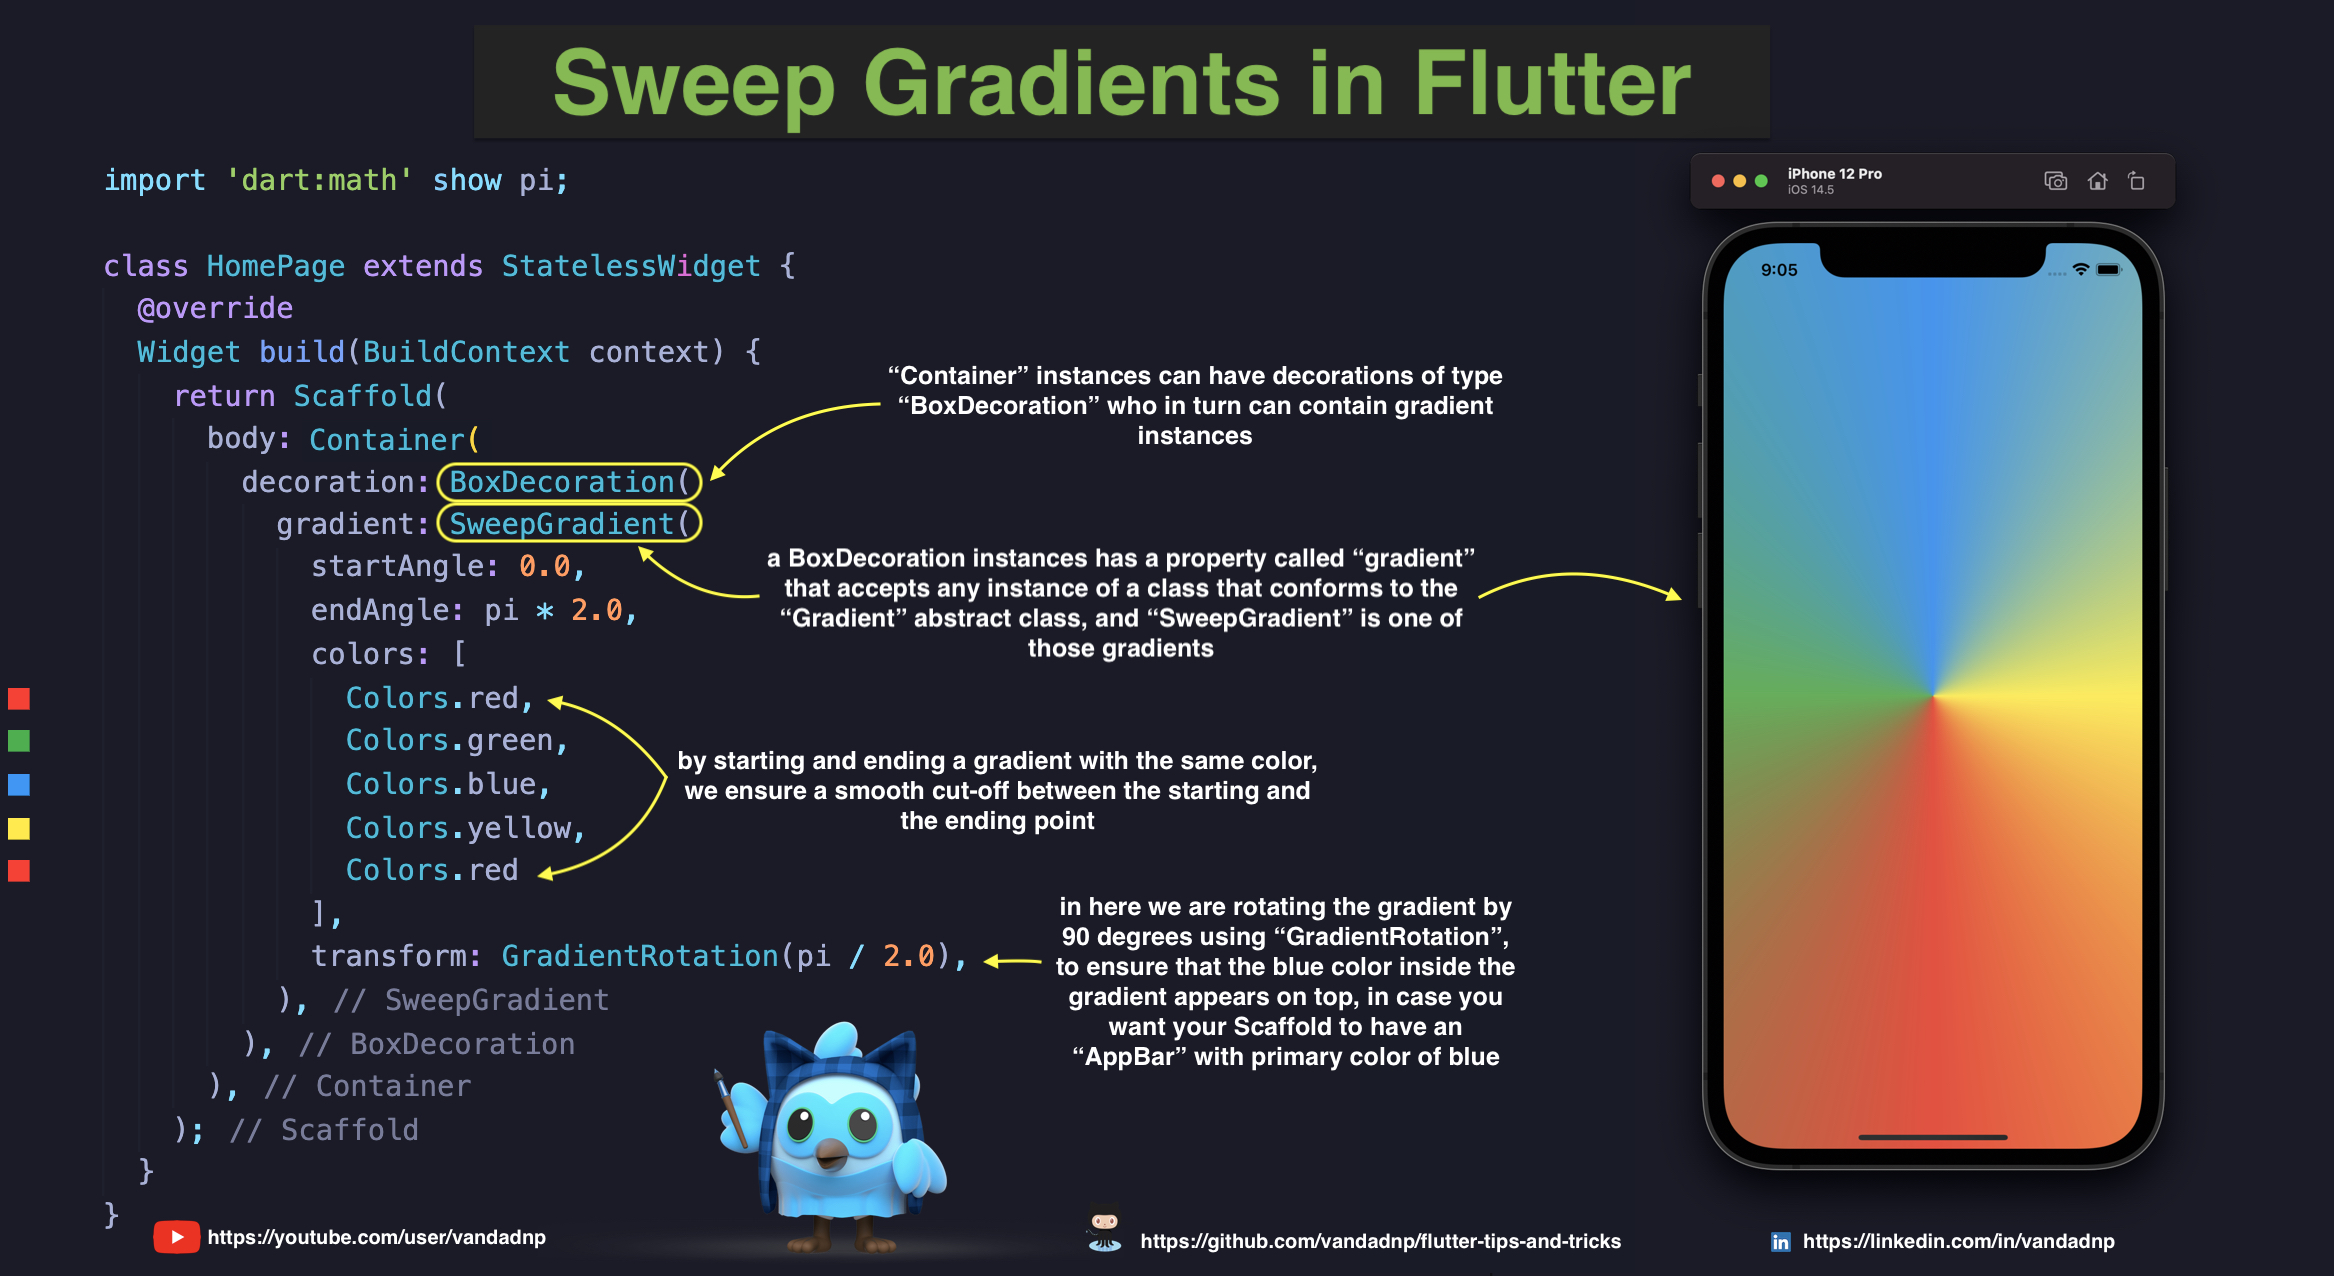 Sweep Gradients in Flutter
import 'dart:math' show pi;
class HomePage extends StatelessWidget {
@override
Widget build(BuildContext context) {
return Scaffold(
body: Container(
decoration: BoxDecoration(
gradient: SweepGradient(
startAngle: 0.0,
endAngle: pi * 2.0,
colors: [
Colors.red,
Colors.green,
Colors.blue,
Colors.yellow,
Colors.red
],
transform: GradientRotation(pi / 2.0),
), // SweepGradient
), // BoxDecoration
), // Container
); // Scaffold
}
}
“Container” instances can have decorations of type
“BoxDecoration” who in turn can contain gradient
instances
a BoxDecoration instances has a property called “gradient”
that accepts any instance of a class that conforms to the
“Gradient” abstract class, and “SweepGradient” is one of
those gradients
by starting and ending a gradient with the same color,
we ensure a smooth cut-off between the starting and
the ending point
in here we are rotating the gradient by
90 degrees using “GradientRotation”,
to ensure that the blue color inside the
gradient appears on top, in case you
want your Scaffold to have an
“AppBar” with primary color of blue
iPhone 12 Pro
iOS 14.5
9:05
https://youtube.com/user/vandadnp
https://github.com/vandadnp/flutter-tips-and-tricks
in
https://linkedin.com/in/vandadnp